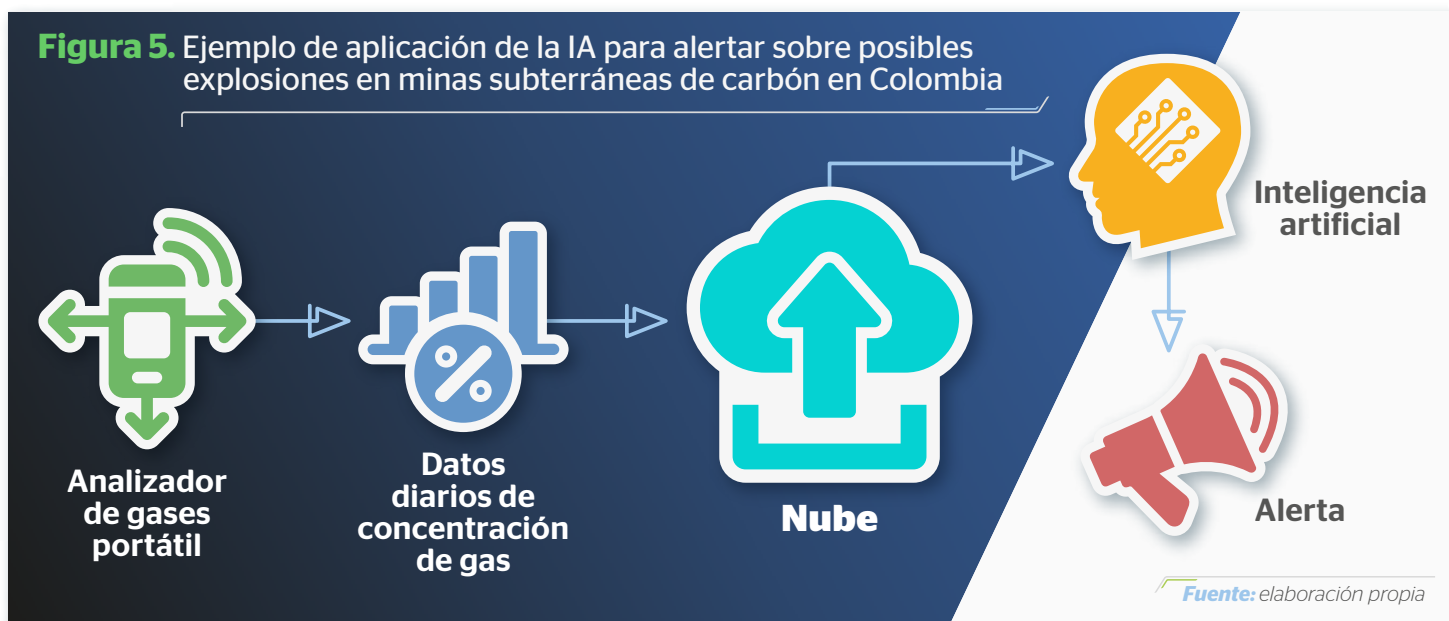 Figura 5. Ejemplo de aplicación de la IA para alertar sobre posibles
explosiones en minas subterráneas de carbón en Colombia
Analizador
de gases
portátil
Datos
diarios de
concentración
de gas
Nube
Inteligencia
artificial
Alerta
Fuente: elaboración propia